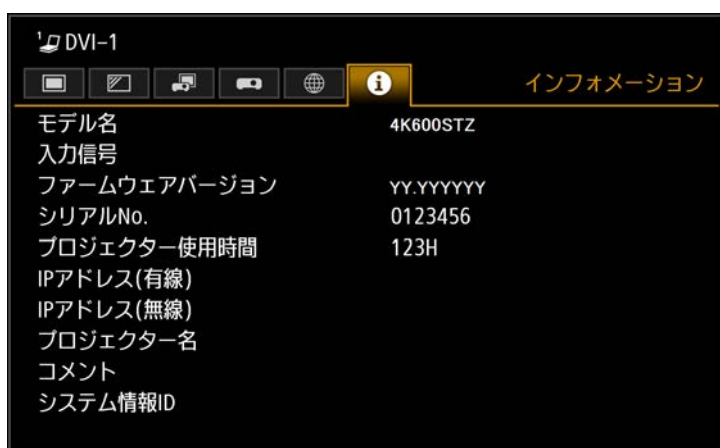 1 DVI-1
インフォメーション
モデル名 4K600STZ
入力信号
ファームウェアバージョン YY.YYYYYY
シリアルNo. 0123456
プロジェクター使用時間 123H
IPアドレス(有線)
IPアドレス(無線)
プロジェクター名
コメント
システム情報ID